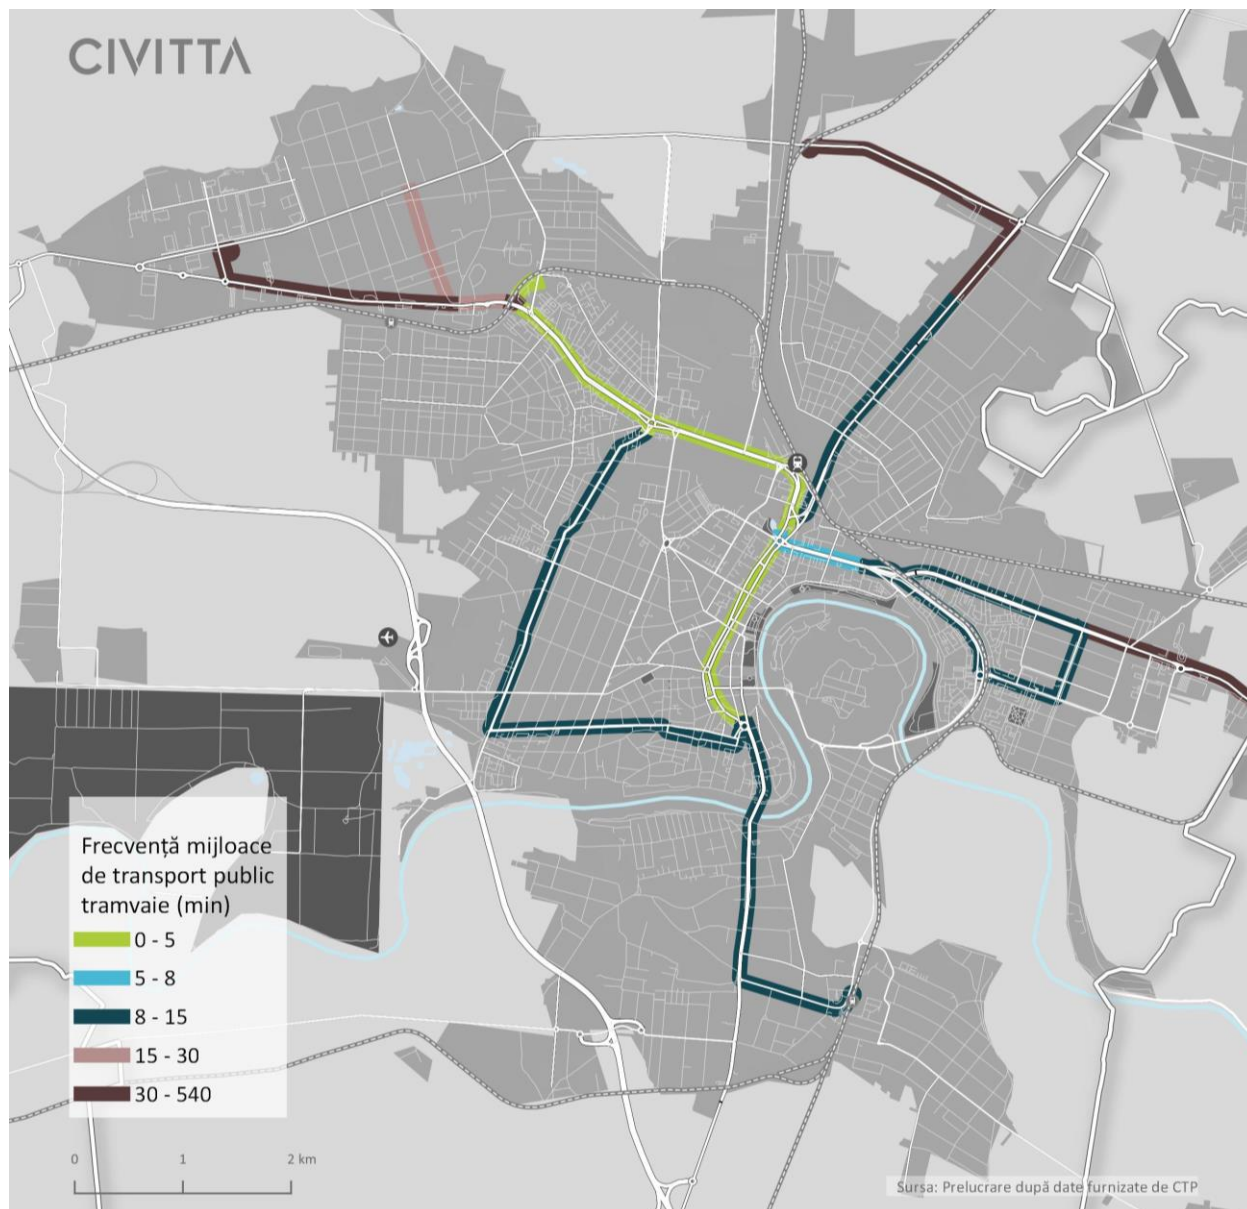 CIVITTA
Frecvență mijloace
de transport public
tramvaie (min)
0 - 5
5 - 8
8 - 15
15 - 30
30 - 540
0 1 2 km
Sursa: Prelucrare după date furnizate de CTP